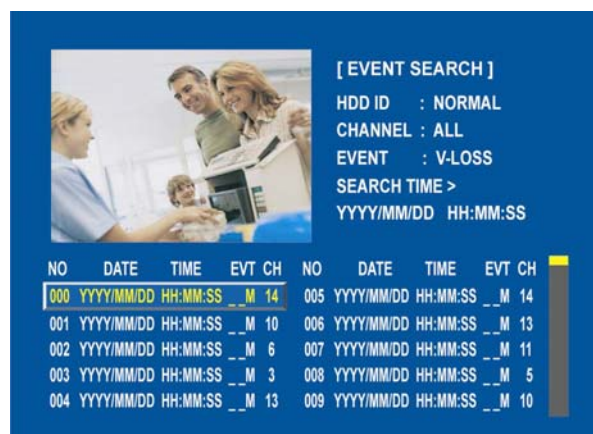 [ EVENT SEARCH ]
HDD ID : NORMAL
CHANNEL : ALL
EVENT : V-LOSS
SEARCH TIME >
YYYY/MM/DD HH:MM:SS
NO DATE TIME EVT CH NO DATE TIME EVT CH
000 YYYY/MM/DD HH:MM:SS _ _M 14 005 YYYY/MM/DD HH:MM:SS _ _M 14
001 YYYY/MM/DD HH:MM:SS _ _M 10 006 YYYY/MM/DD HH:MM:SS _ _M 13
002 YYYY/MM/DD HH:MM:SS _ _M 6 007 YYYY/MM/DD HH:MM:SS _ _M 11
003 YYYY/MM/DD HH:MM:SS _ _M 3 008 YYYY/MM/DD HH:MM:SS _ _M 5
004 YYYY/MM/DD HH:MM:SS _ _M 13 009 YYYY/MM/DD HH:MM:SS _ _M 10